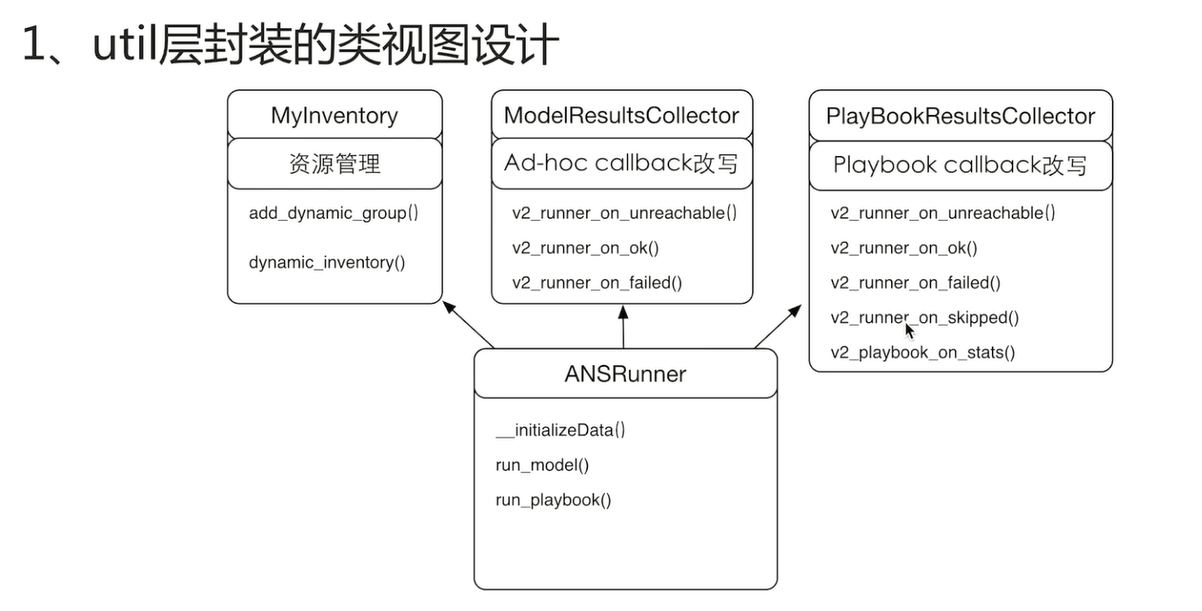 1、util层封装的类视图设计
MyInventory
资源管理
add_dynamic_group()
dynamic_inventory()
ModelResultsCollector
Ad-hoc callback改写
v2_runner_on_unreachable()
v2_runner_on_ok()
v2_runner_on_failed()
PlayBookResultsCollector
Playbook callback改写
v2_runner_on_unreachable()
v2_runner_on_ok()
v2_runner_on_failed()
v2_runner_on_skipped()
v2_playbook_on_stats()
ANSRunner
__initializeData()
run_model()
run_playbook()